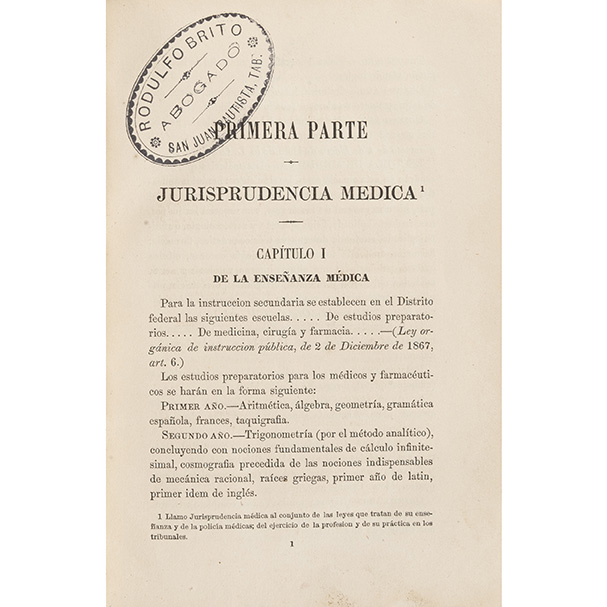 RODULFO BRITO
ABOGADO
SAN JUAN BAUTISTA, TAB.
PRIMERA PARTE
JURISPRUDENCIA MEDICA¹
CAPÍTULO I
DE LA ENSEÑANZA MÉDICA
Para la instruccion secundaria se establecen en el Distrito
federal las siguientes escuelas. . . . . De estudios preparato-
rios. . . . . De medicina, cirugía y farmacia. . . . .—(Ley or-
gánica de instruccion pública, de 2 de Diciembre de 1867,
art. 6.)
Los estudios preparatorios para los médicos y farmacéuti-
cos se harán en la forma siguiente:
PRIMER AÑO.—Aritmética, álgebra, geometría, gramática
española, frances, taquigrafia.
SEGUNDO AÑO.—Trigonometría (por el método analítico),
concluyendo con nociones fundamentales de cálculo infinite-
simal, cosmografia precedida de las nociones indispensables
de mecánica racional, raíces griegas, primer año de latin,
primer idem de inglés.
1 Llamo Jurisprudencia médica al conjunto de las leyes que tratan de su ense-
ñanza y de la policía médicas; del ejercicio de la profesion y de su práctica en los
tribunales.
1